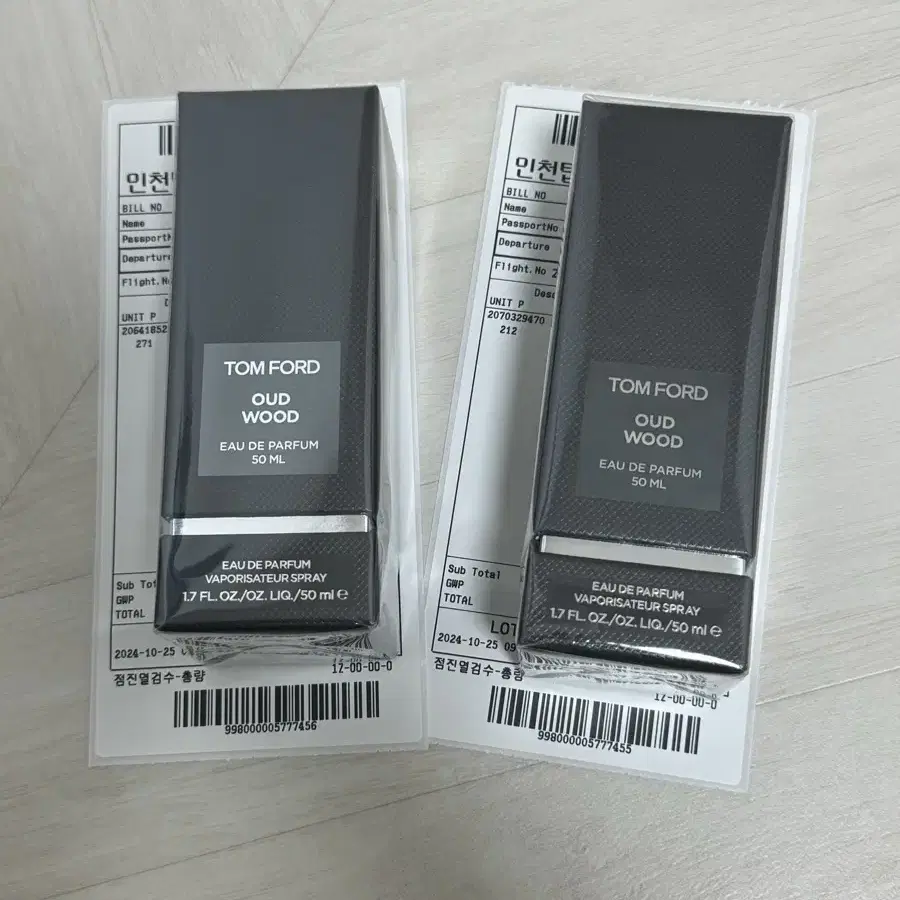 인천
BILL NO
Name
Departure
Flight.No
UNIT P
20641852
271
TOM FORD
OUD
WOOD
EAU DE PARFUM
50 ML
EAU DE PARFUM
VAPORISATEUR SPRAY
1.7 FL. OZ./OZ. LIQ./50 ml ℮
Sub Tot
GWP
TOTAL
2024-10-25
12-00-00-0
점진열검수-총량
998000005777456
인천
BILL NO
Name
PassportNo
Departure
Flight.No 2
Desc
UNIT P
2070329470
212
TOM FORD
OUD
WOOD
EAU DE PARFUM
50 ML
EAU DE PARFUM
VAPORISATEUR SPRAY
1.7 FL. OZ./OZ. LIQ./50 ml ℮
Sub Total
GWP
TOTAL
LOT
2024-10-25 09
12-00-00-0
점진열검수-총량
998000005777455